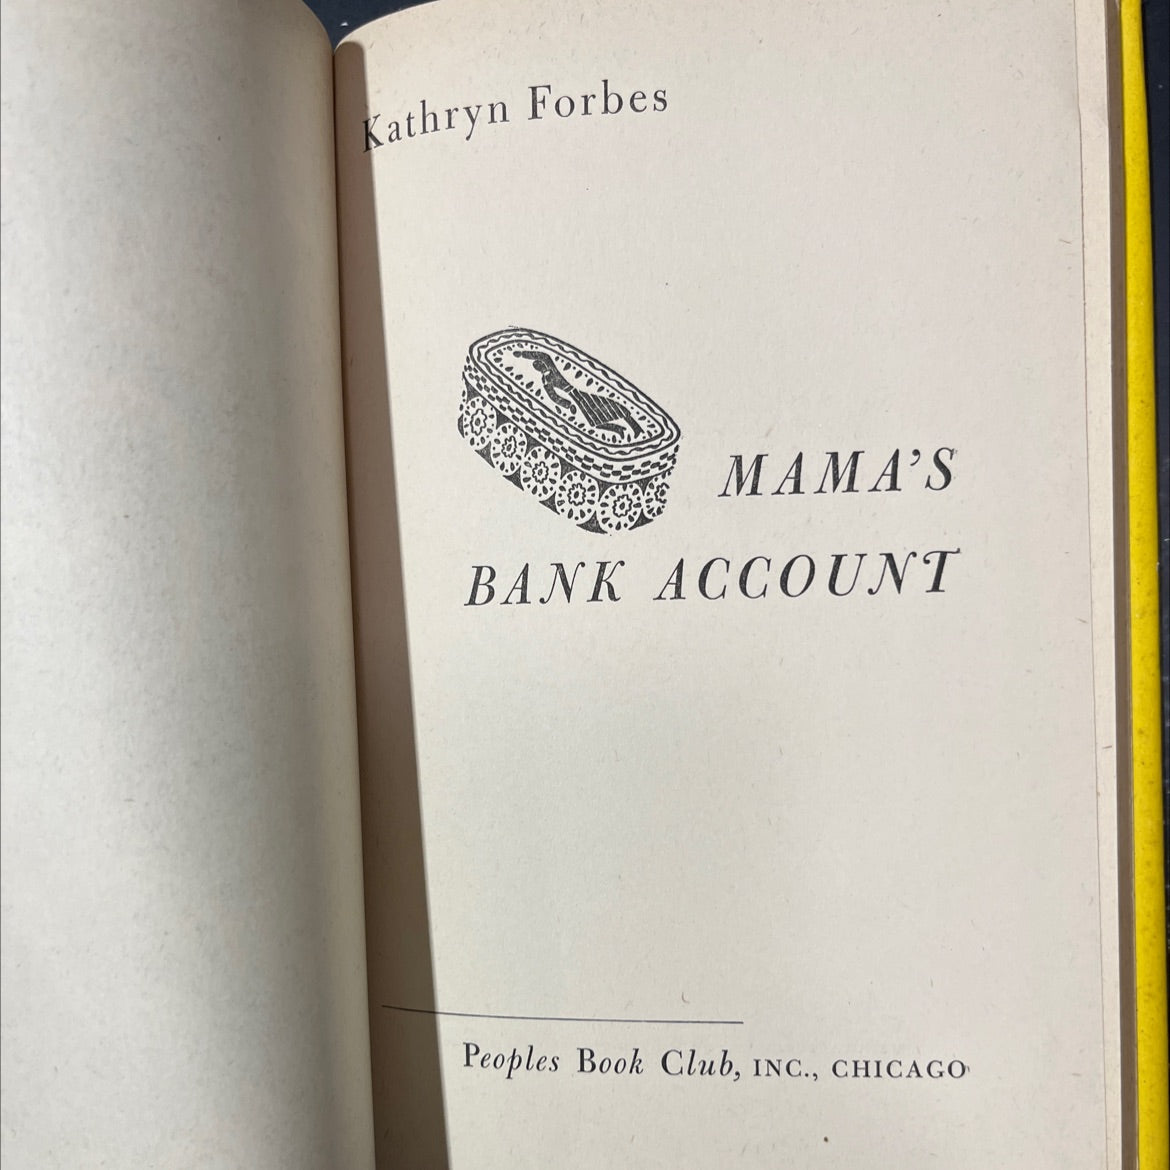 Kathryn Forbes
MAMA'S
BANK ACCOUNT
Peoples Book Club, INC., CHICAGO